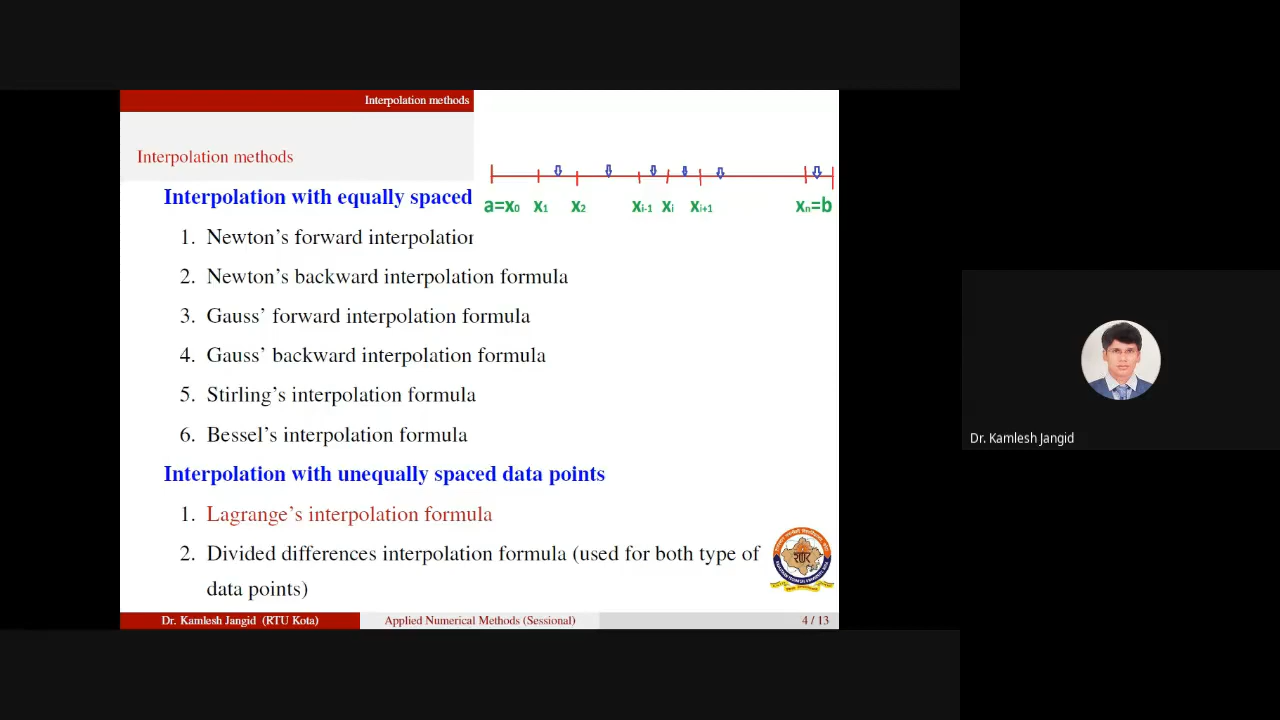 Interpolation methods
Interpolation methods
Interpolation with equally spaced
a=x0 x1 x2 xi-1 xi xi+1 xn=b
1. Newton's forward interpolation
2. Newton's backward interpolation formula
3. Gauss' forward interpolation formula
4. Gauss' backward interpolation formula
5. Stirling's interpolation formula
6. Bessel's interpolation formula
Interpolation with unequally spaced data points
1. Lagrange's interpolation formula
2. Divided differences interpolation formula (used for both type of
data points)
Dr. Kamlesh Jangid (RTU Kota) Applied Numerical Methods (Sessional) 4 / 13
Dr. Kamlesh Jangid